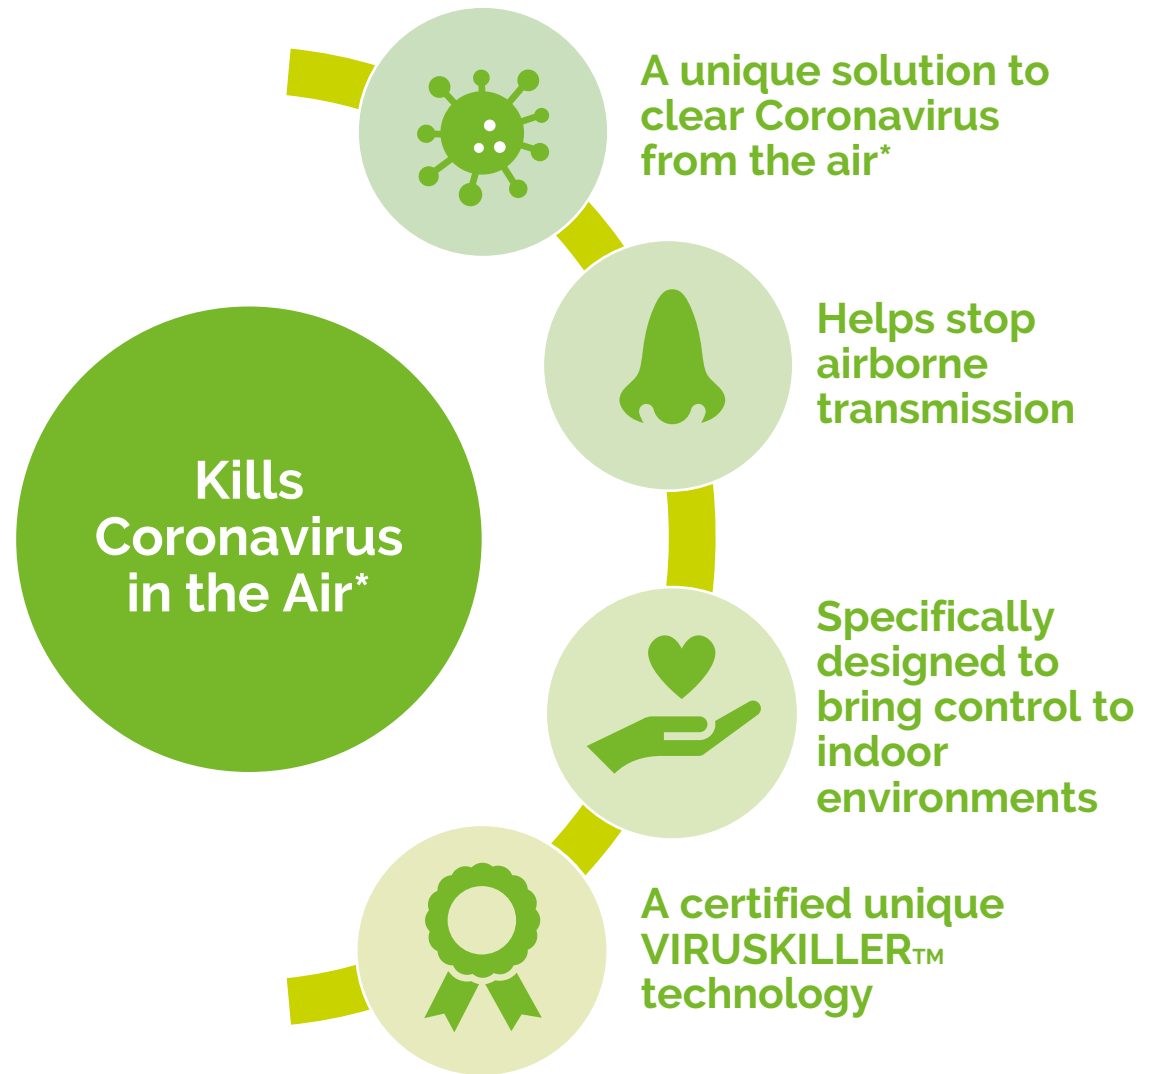 A unique solution to
clear Coronavirus
from the air*
Helps stop
airborne
transmission
Kills
Coronavirus
in the Air*
Specifically
designed to
bring control to
indoor
environments
A certified unique
VIRUSKILLER™
technology